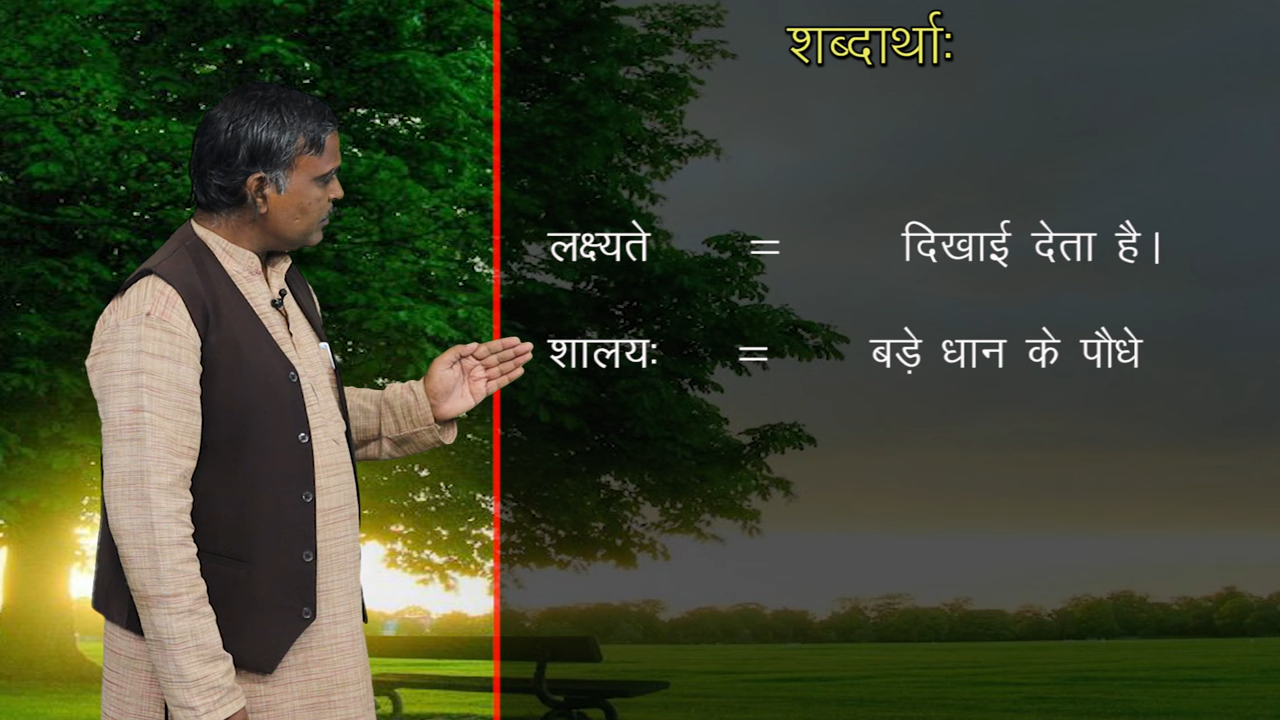 शब्दार्थाः
लक्ष्यते = दिखाई देता है।
शालयः = बड़े धान के पौधे